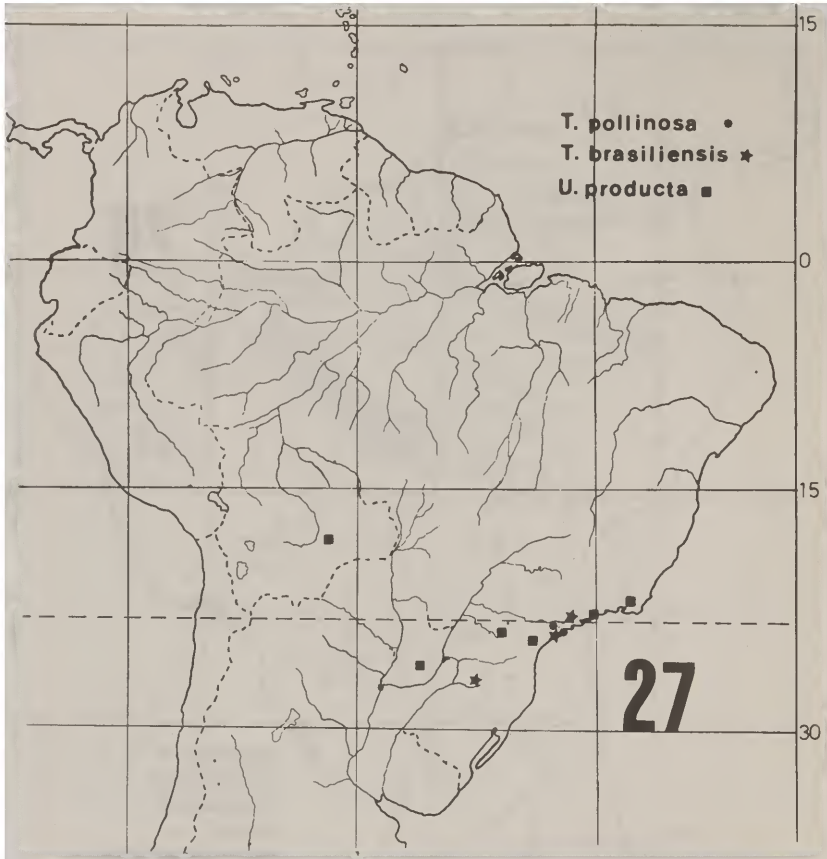 15
T. pollinosa •
T. brasiliensis ★
U. producta ■
0
15
27
30